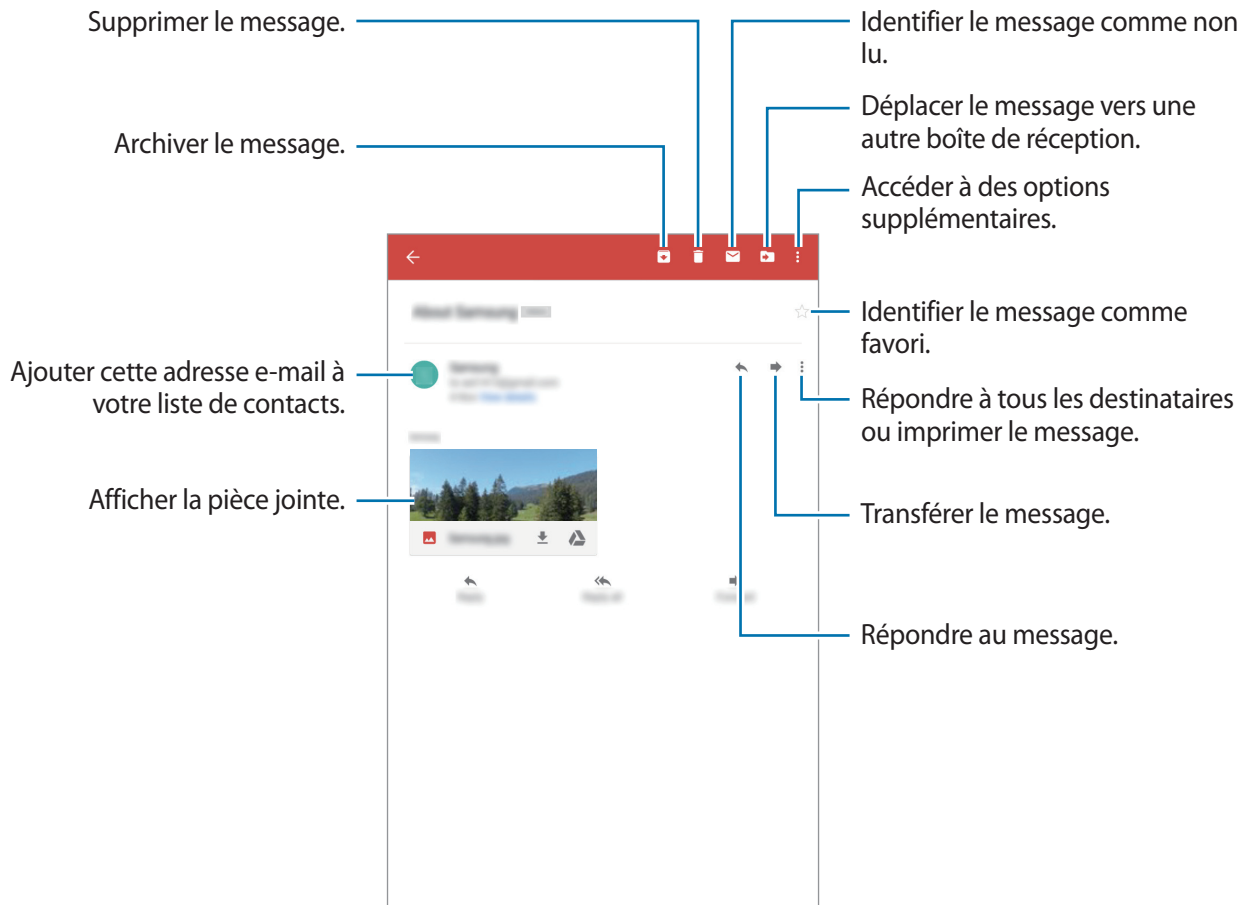 Supprimer le message.
Archiver le message.
Ajouter cette adresse e-mail à
votre liste de contacts.
Afficher la pièce jointe.
Identifier le message comme non
lu.
Déplacer le message vers une
autre boîte de réception.
Accéder à des options
supplémentaires.
Identifier le message comme
favori.
Répondre à tous les destinataires
ou imprimer le message.
Transférer le message.
Répondre au message.